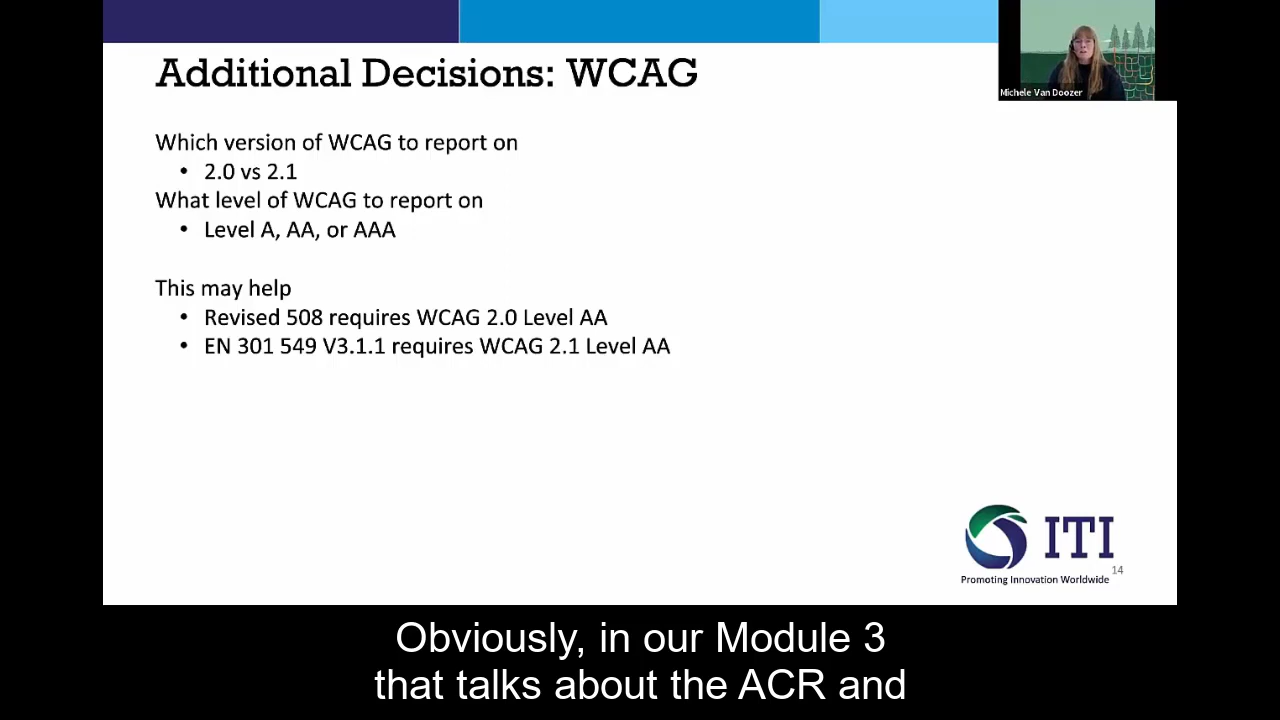 Additional Decisions: WCAG
Michele Van Doozer
Which version of WCAG to report on
• 2.0 vs 2.1
What level of WCAG to report on
• Level A, AA, or AAA
This may help
• Revised 508 requires WCAG 2.0 Level AA
• EN 301 549 V3.1.1 requires WCAG 2.1 Level AA
ITI
Promoting Innovation Worldwide
14
Obviously, in our Module 3
that talks about the ACR and